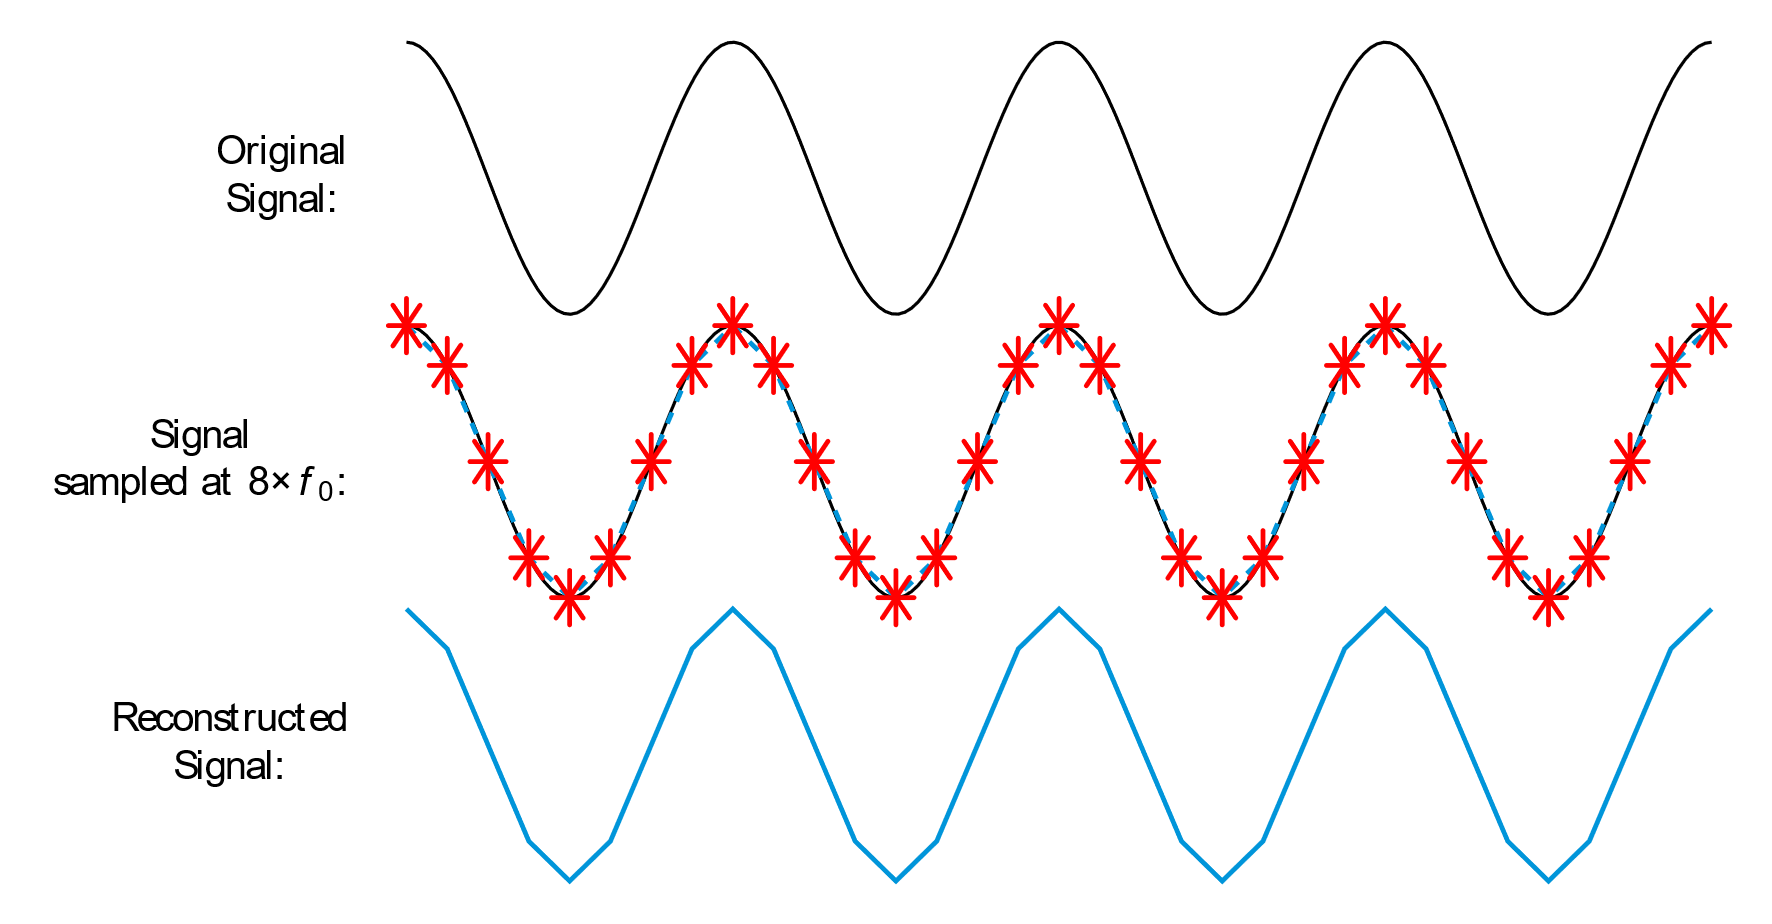 Original
Signal:
Signal
sampled at 8× f₀:
Reconstructed
Signal: